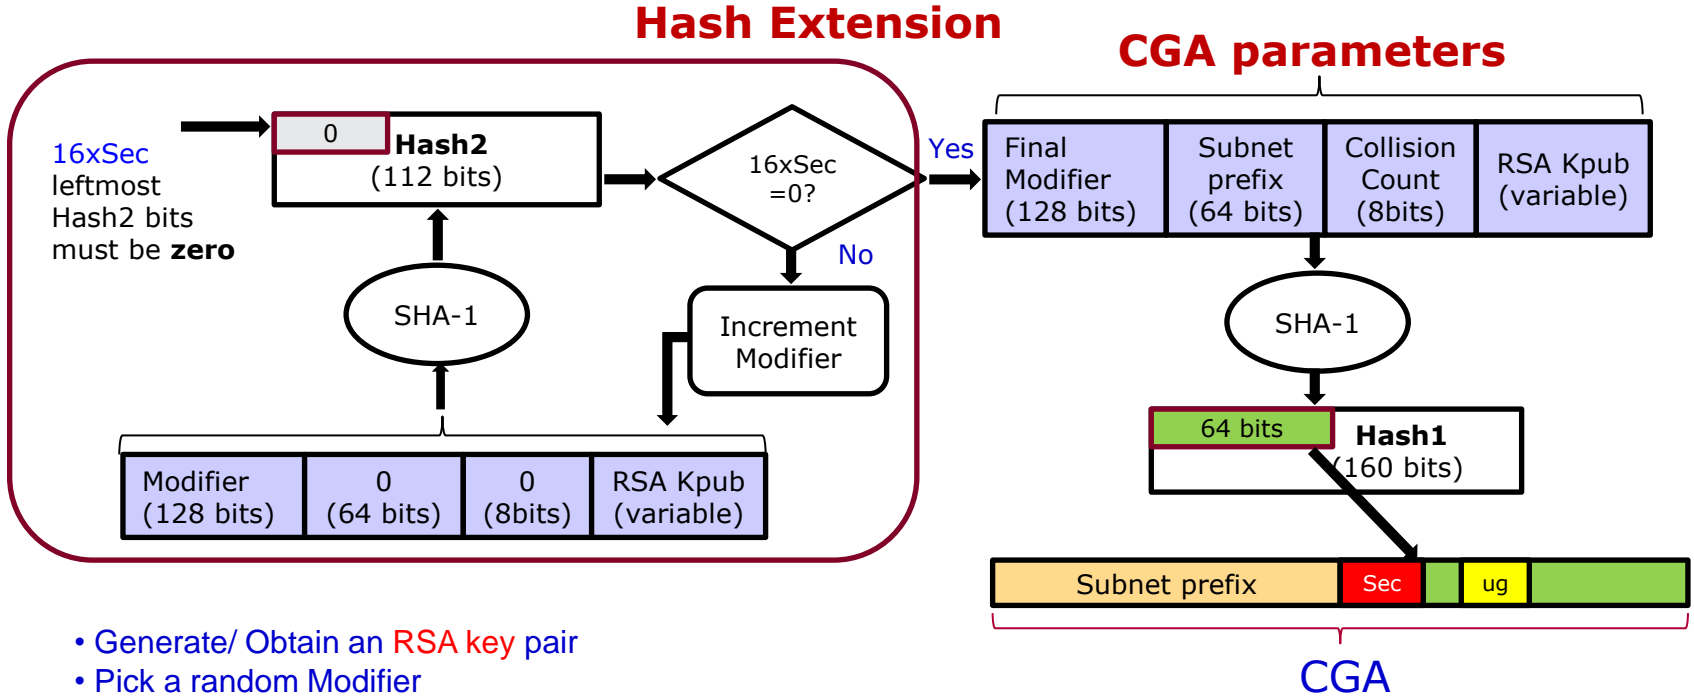 Hash Extension
CGA parameters
16xSec
leftmost
Hash2 bits
must be zero
0
Hash2
(112 bits)
16xSec
=0?
Yes
No
SHA-1
Increment
Modifier
Modifier
(128 bits)
0
(64 bits)
0
(8bits)
RSA Kpub
(variable)
Final
Modifier
(128 bits)
Subnet
prefix
(64 bits)
Collision
Count
(8bits)
RSA Kpub
(variable)
SHA-1
64 bits
Hash1
(160 bits)
Subnet prefix
Sec
ug
CGA
• Generate/ Obtain an RSA key pair
• Pick a random Modifier